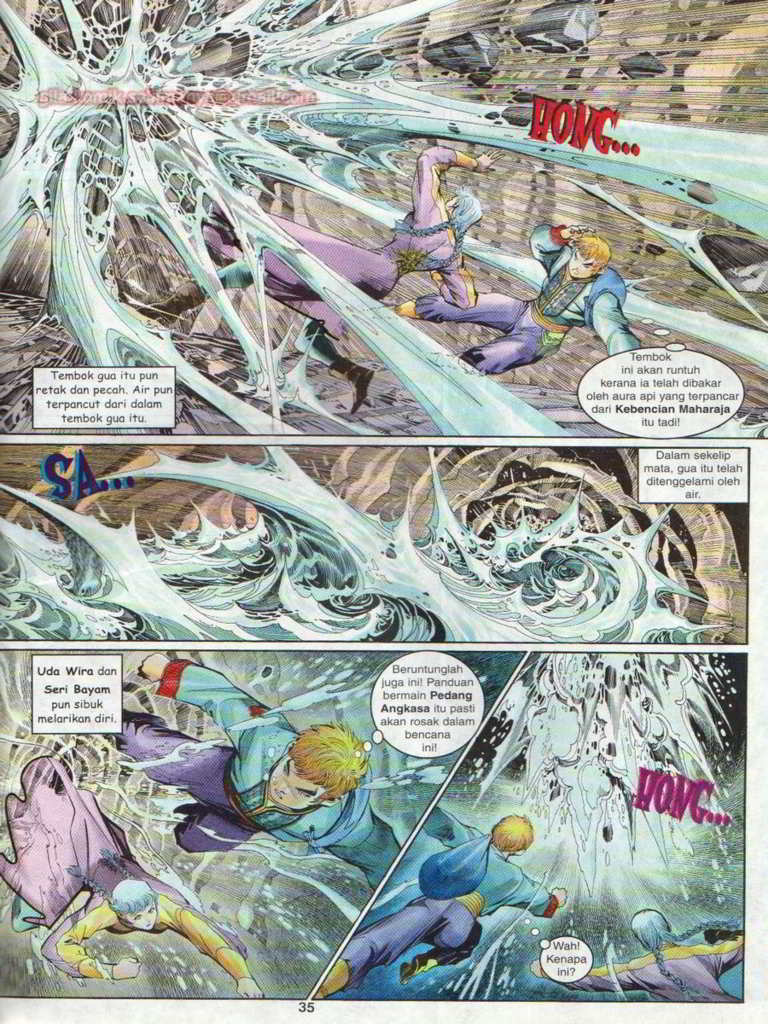 HONG...
Tembok gua itu pun
retak dan pecah. Air pun
terpancut dari dalam
tembok gua itu.
Tembok
ini akan runtuh
kerana ia telah dibakar
oleh aura api yang terpancar
dari Kebencian Maharaja
itu tadi!
SA...
Dalam sekelip
mata, gua itu telah
ditenggelami oleh
air.
Uda Wira dan
Seri Bayam
pun sibuk
melarikan diri.
Beruntunglah
juga ini! Panduan
bermain Pedang
Angkasa itu pasti
akan rosak dalam
bencana
ini!
HONG...
Wah!
Kenapa
ini?
35